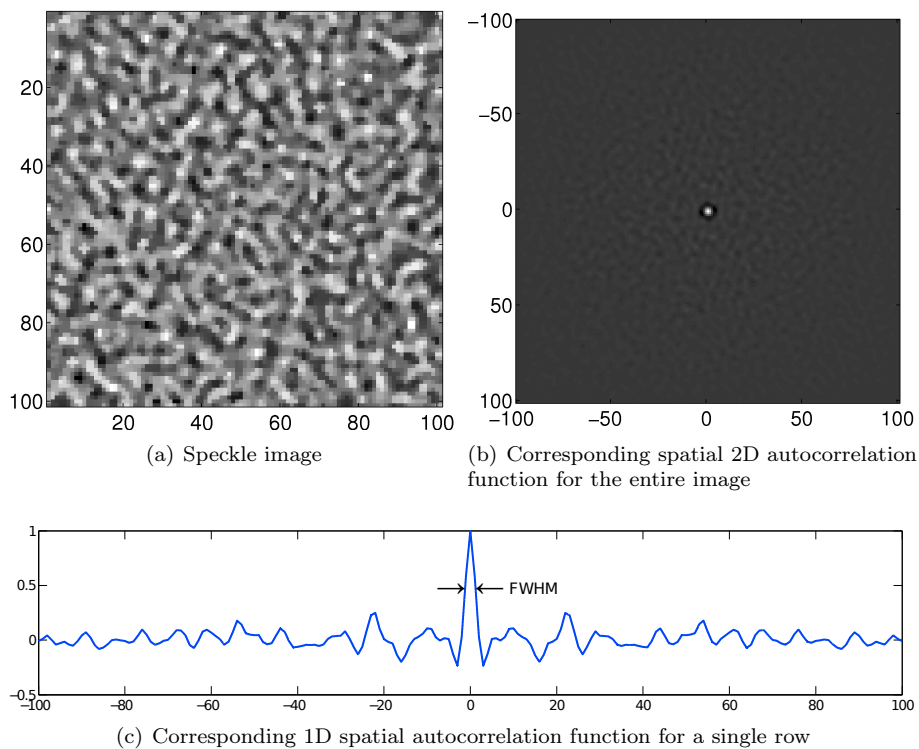 20
40
60
80
100
20 40 60 80 100
(a) Speckle image
−100
−50
0
50
100
−100 −50 0 50 100
(b) Corresponding spatial 2D autocorrelation
function for the entire image
1
0.5
0
−0.5
FWHM
−100 −80 −60 −40 −20 0 20 40 60 80 100
(c) Corresponding 1D spatial autocorrelation function for a single row